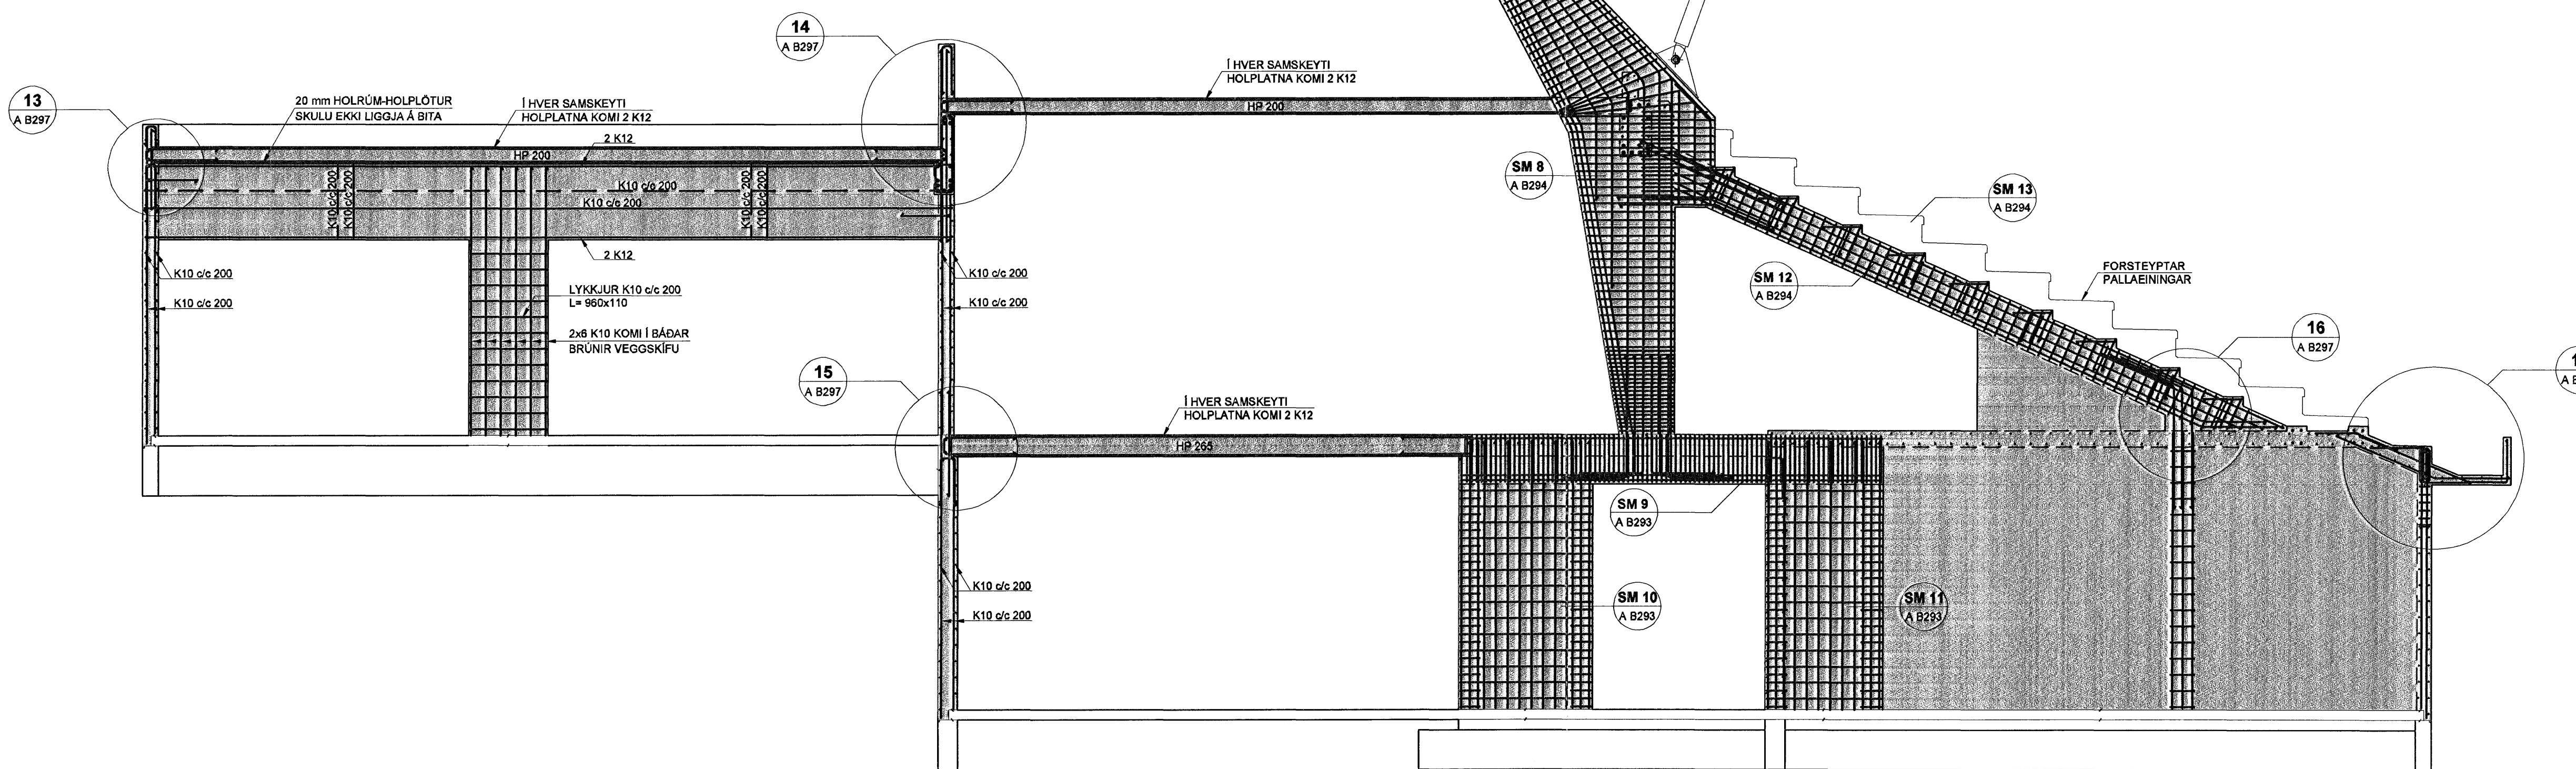 13
A B297
20 mm HOLRÚM-HOLPLÖTUR
SKULU EKKI LIGGJA Á BITA
Í HVER SAMSKEYTI
HOLPLATNA KOMI 2 K12
2 K12
HP 200
K10 c/c 200
K10 c/c 200
K10 c/c 200
K10 c/c 200
K10 c/c 200
K10 c/c 200
2 K12
K10 c/c 200
K10 c/c 200
LYKKJUR K10 c/c 200
L= 960x110
2x6 K10 KOMI Í BÁÐAR
BRÚNIR VEGGSKÍFU
14
A B297
Í HVER SAMSKEYTI
HOLPLATNA KOMI 2 K12
HP 200
K10 c/c 200
K10 c/c 200
15
A B297
Í HVER SAMSKEYTI
HOLPLATNA KOMI 2 K12
HP 265
K10 c/c 200
K10 c/c 200
SM 8
A B294
SM 13
A B294
SM 12
A B294
FORSTEYPTAR
PALLAEININGAR
16
A B297
SM 9
A B293
SM 10
A B293
SM 11
A B293